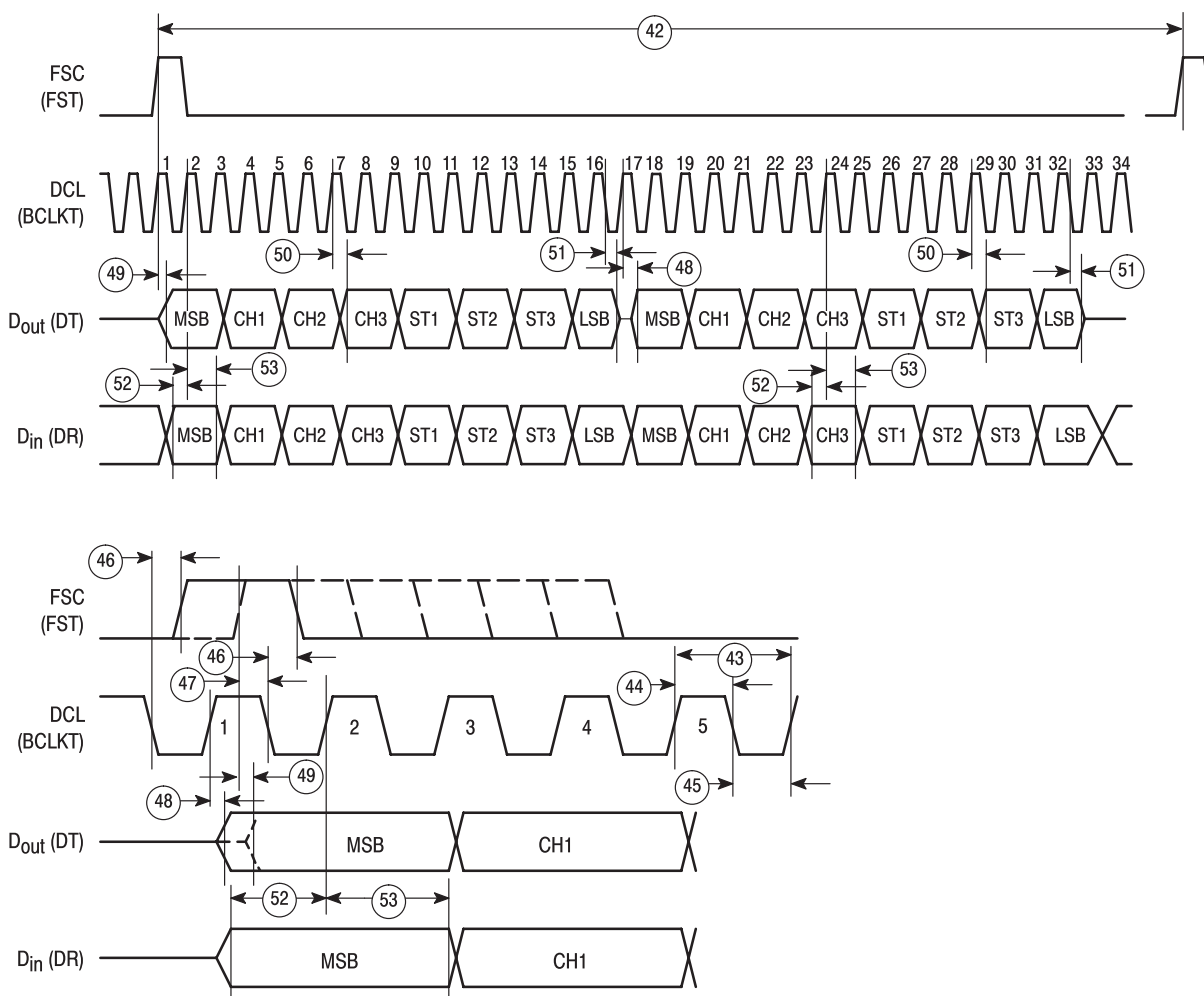 42
FSC
(FST)
1 2 3 4 5 6 7 8 9 10 11 12 13 14 15 16 17 18 19 20 21 22 23 24 25 26 27 28 29 30 31 32 33 34
DCL
(BCLKT)
50 51 50
49 48 51
Dout (DT) MSB CH1 CH2 CH3 ST1 ST2 ST3 LSB MSB CH1 CH2 CH3 ST1 ST2 ST3 LSB
53 53
52 52
Din (DR) MSB CH1 CH2 CH3 ST1 ST2 ST3 LSB MSB CH1 CH2 CH3 ST1 ST2 ST3 LSB
46
FSC
(FST)
46 43
47 44
DCL
(BCLKT)
1 2 3 4 5
49 45
48
Dout (DT) MSB CH1
52 53
Din (DR) MSB CH1